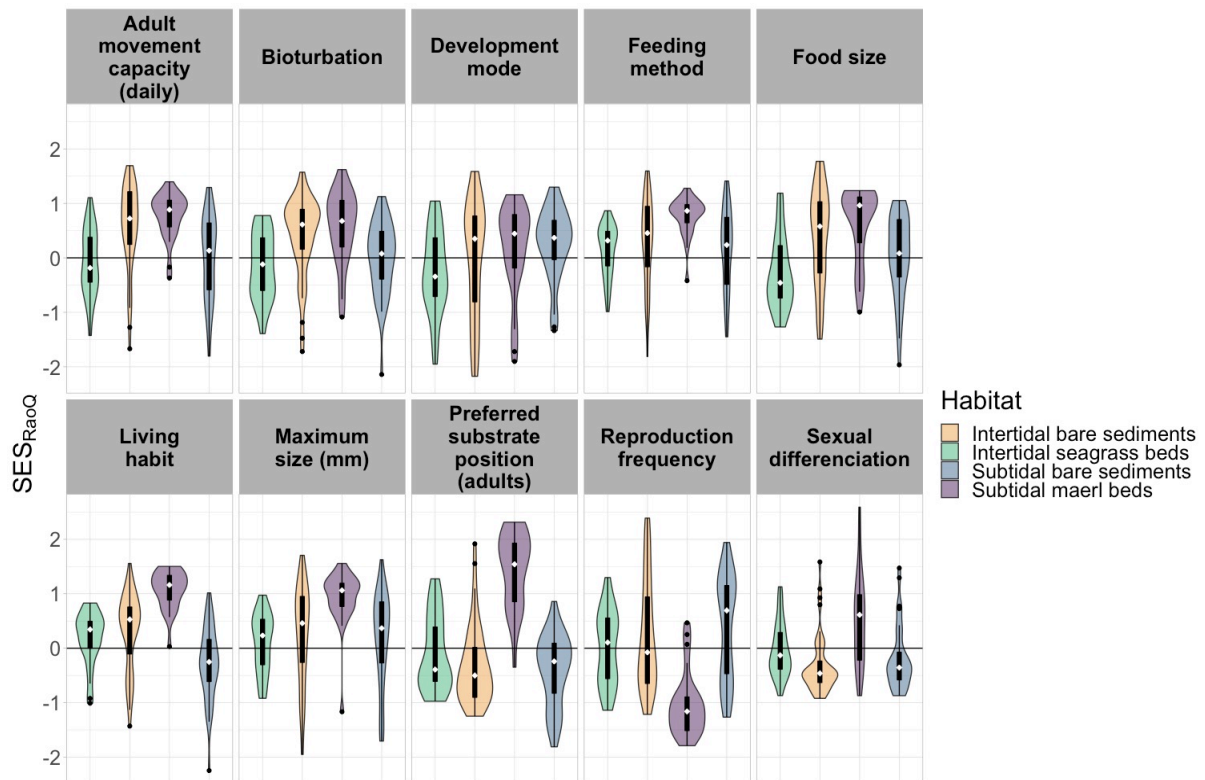 Adult
movement
capacity
(daily)
Bioturbation
Development
mode
Feeding
method
Food size
2
1
0
-1
-2
Living
habit
Maximum
size (mm)
Preferred
substrate
position
(adults)
Reproduction
frequency
Sexual
differenciation
2
1
0
-1
-2
SESRaoQ
Habitat
Intertidal bare sediments
Intertidal seagrass beds
Subtidal bare sediments
Subtidal maerl beds